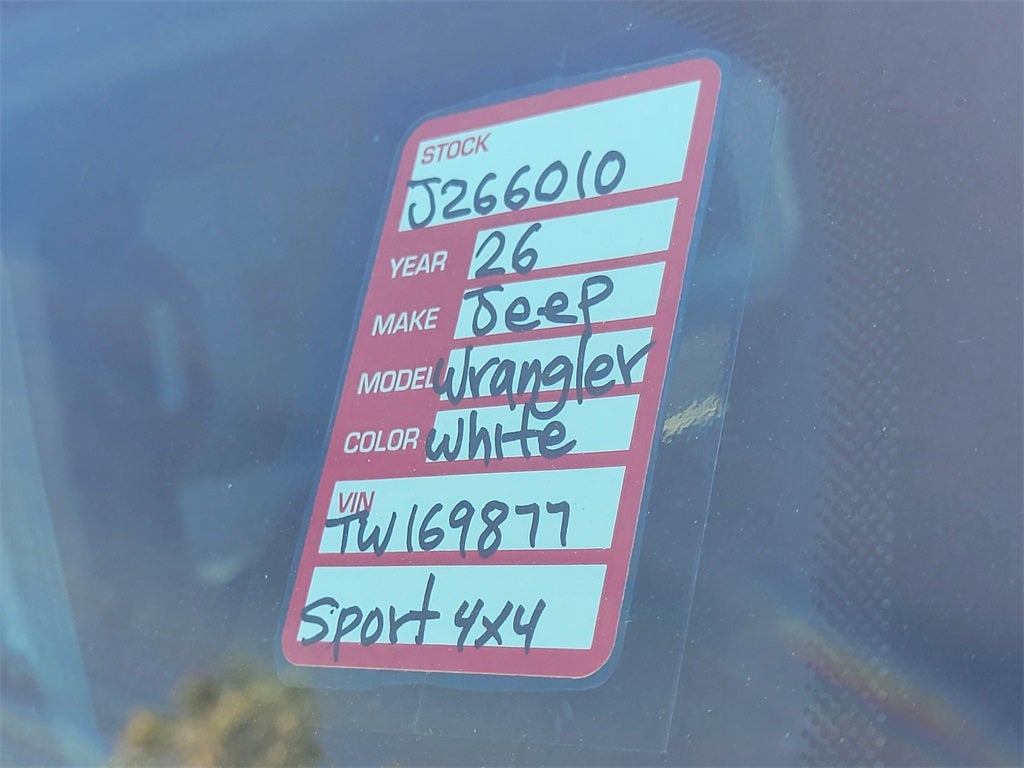 STOCK
J266010
YEAR 26
MAKE Jeep
MODEL Wrangler
COLOR White
VIN
TW169877
Sport 4x4